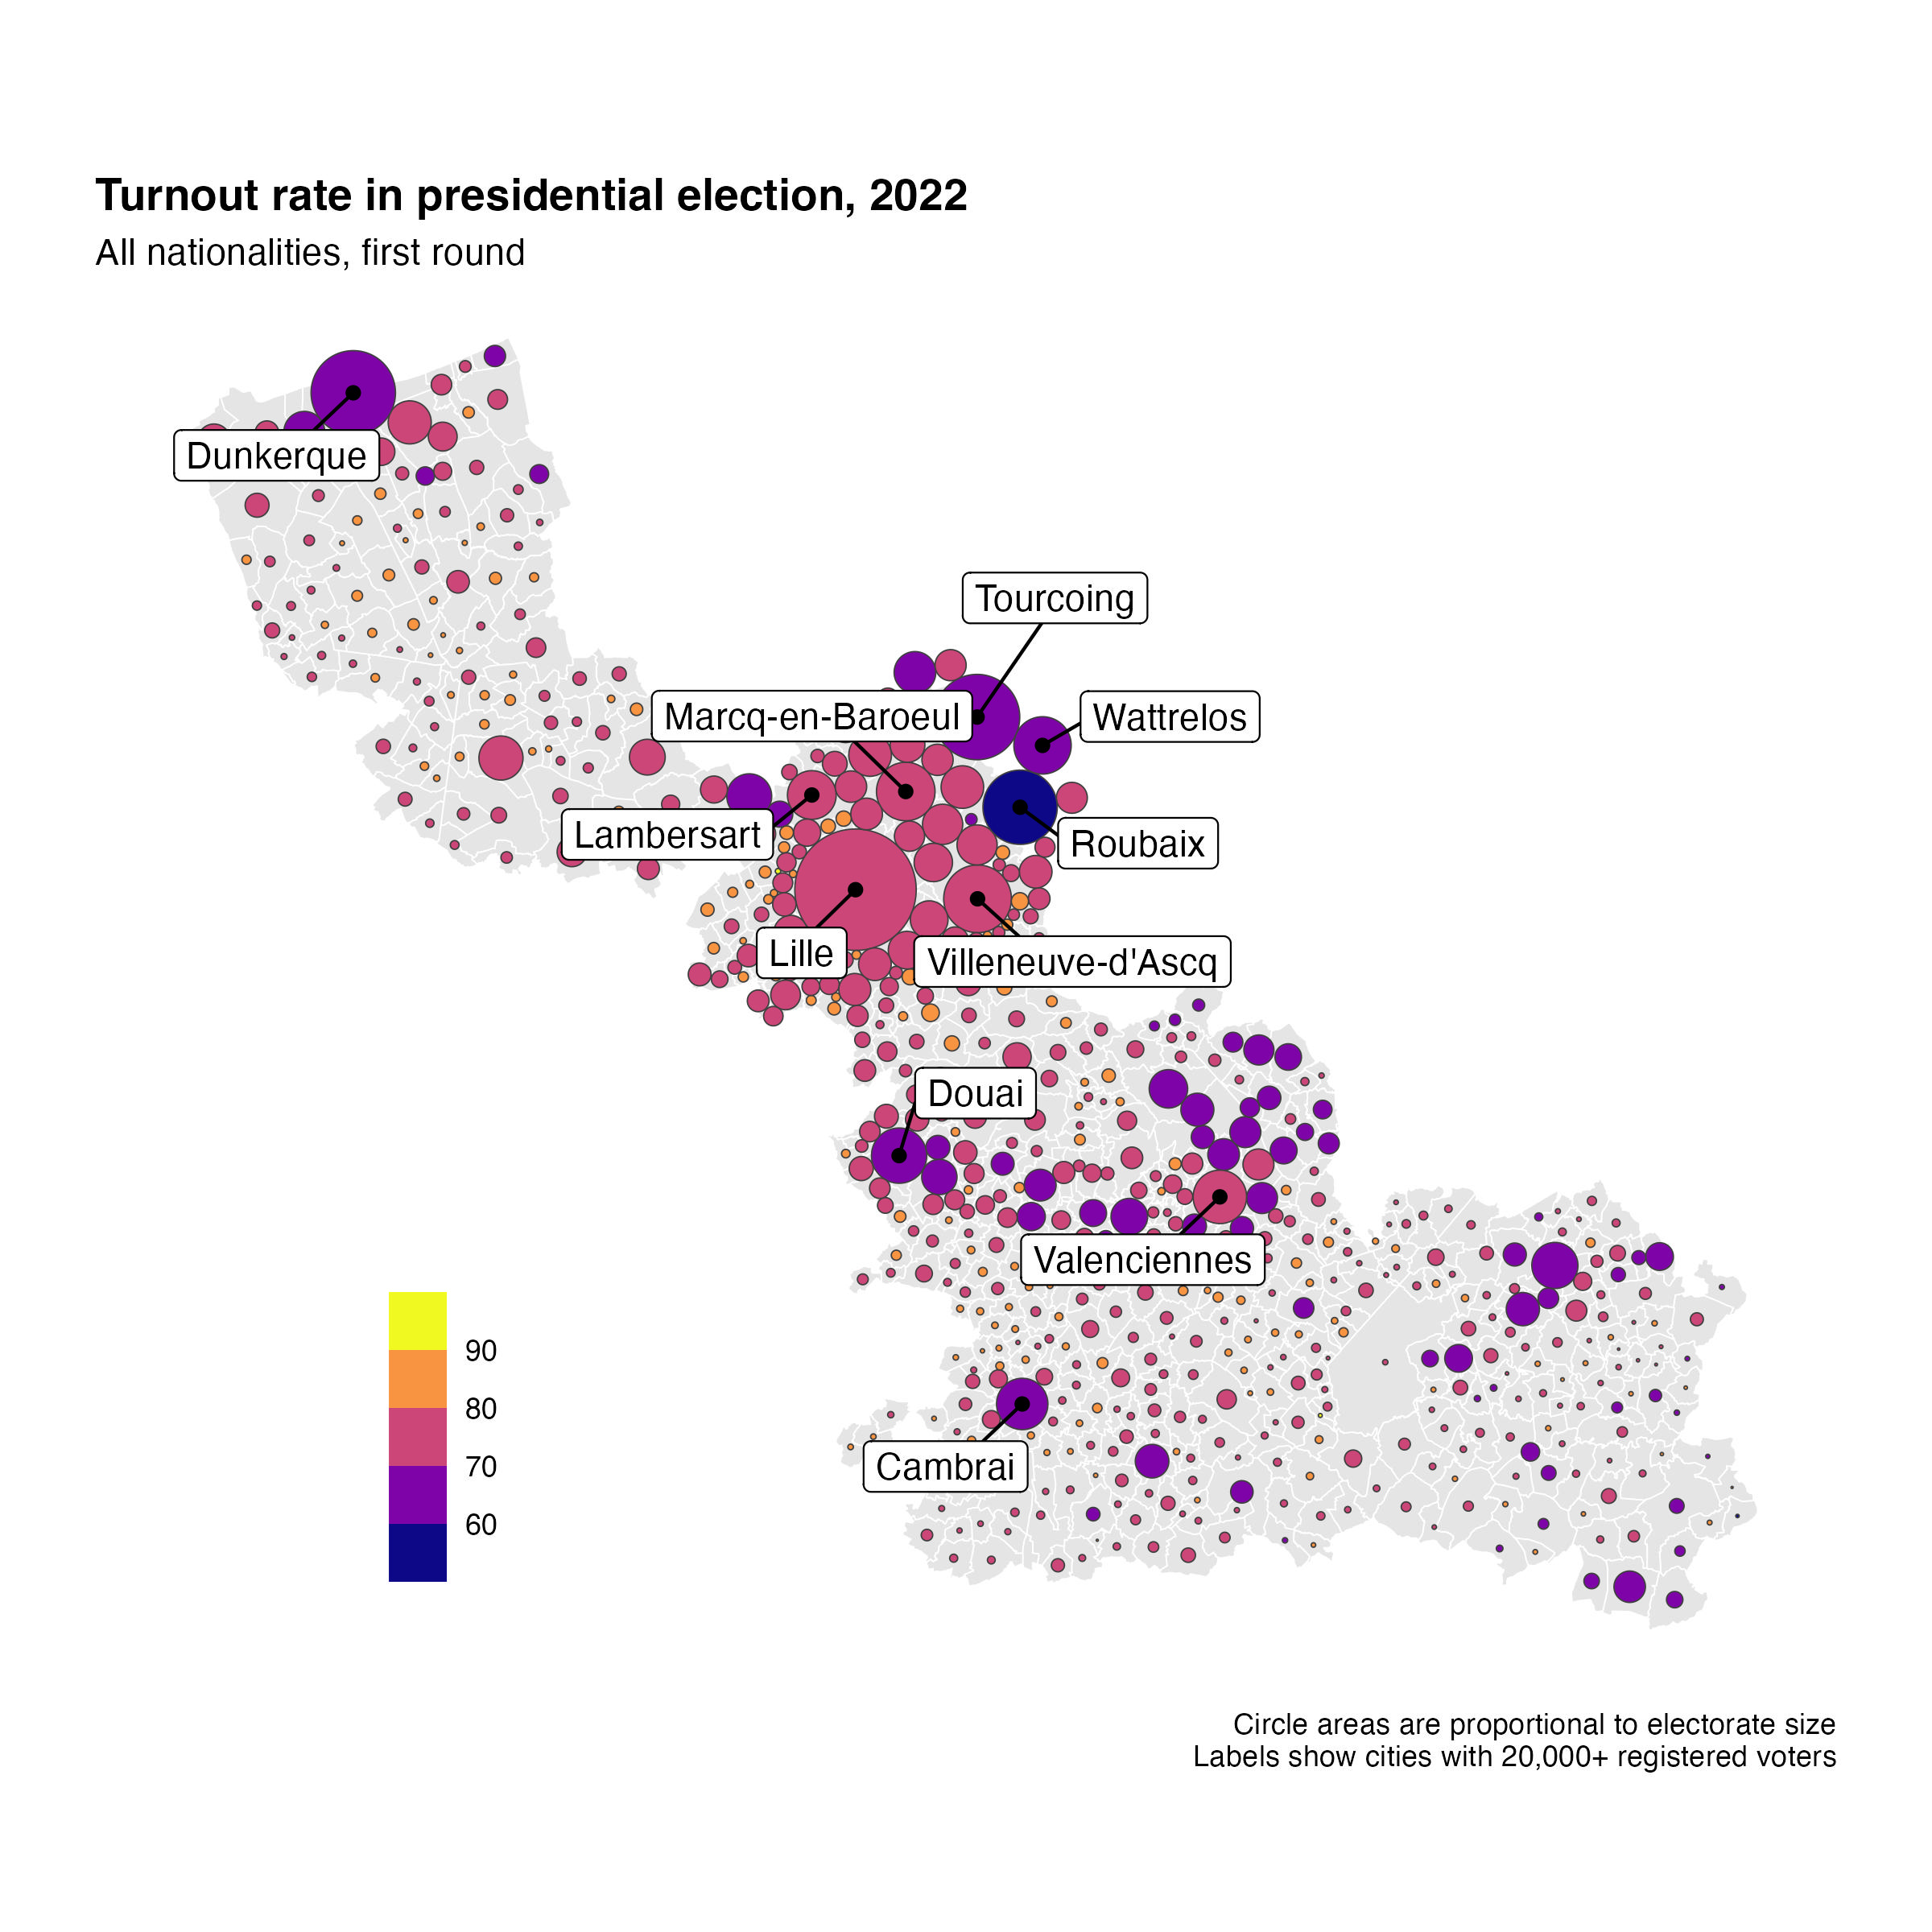 Turnout rate in presidential election, 2022
All nationalities, first round
Dunkerque
Tourcoing
Marcq-en-Baroeul
Wattrelos
Lambersart
Roubaix
Lille
Villeneuve-d'Ascq
Douai
Valenciennes
Cambrai
90
80
70
60
Circle areas are proportional to electorate size
Labels show cities with 20,000+ registered voters